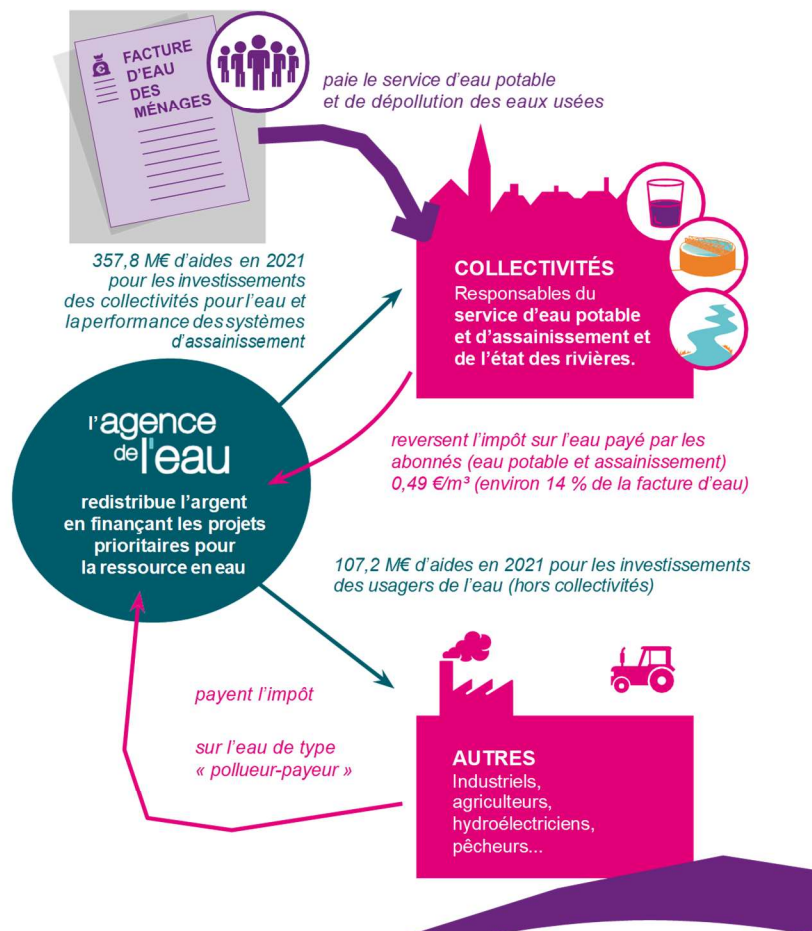 FACTURE
D'EAU
DES
MÉNAGES
paie le service d'eau potable
et de dépollution des eaux usées
357,8 M€ d'aides en 2021
pour les investissements
des collectivités pour l'eau et
la performance des systèmes
d'assainissement
COLLECTIVITÉS
Responsables du
service d'eau potable
et d'assainissement et
de l'état des rivières.
l'agence
de l'eau
redistribue l'argent
en finançant les projets
prioritaires pour
la ressource en eau
reversent l'impôt sur l'eau payé par les
abonnés (eau potable et assainissement)
0,49 €/m³ (environ 14 % de la facture d'eau)
107,2 M€ d'aides en 2021 pour les investissements
des usagers de l'eau (hors collectivités)
payent l'impôt
sur l'eau de type
« pollueur-payeur »
AUTRES
Industriels,
agriculteurs,
hydroélectriciens,
pêcheurs...